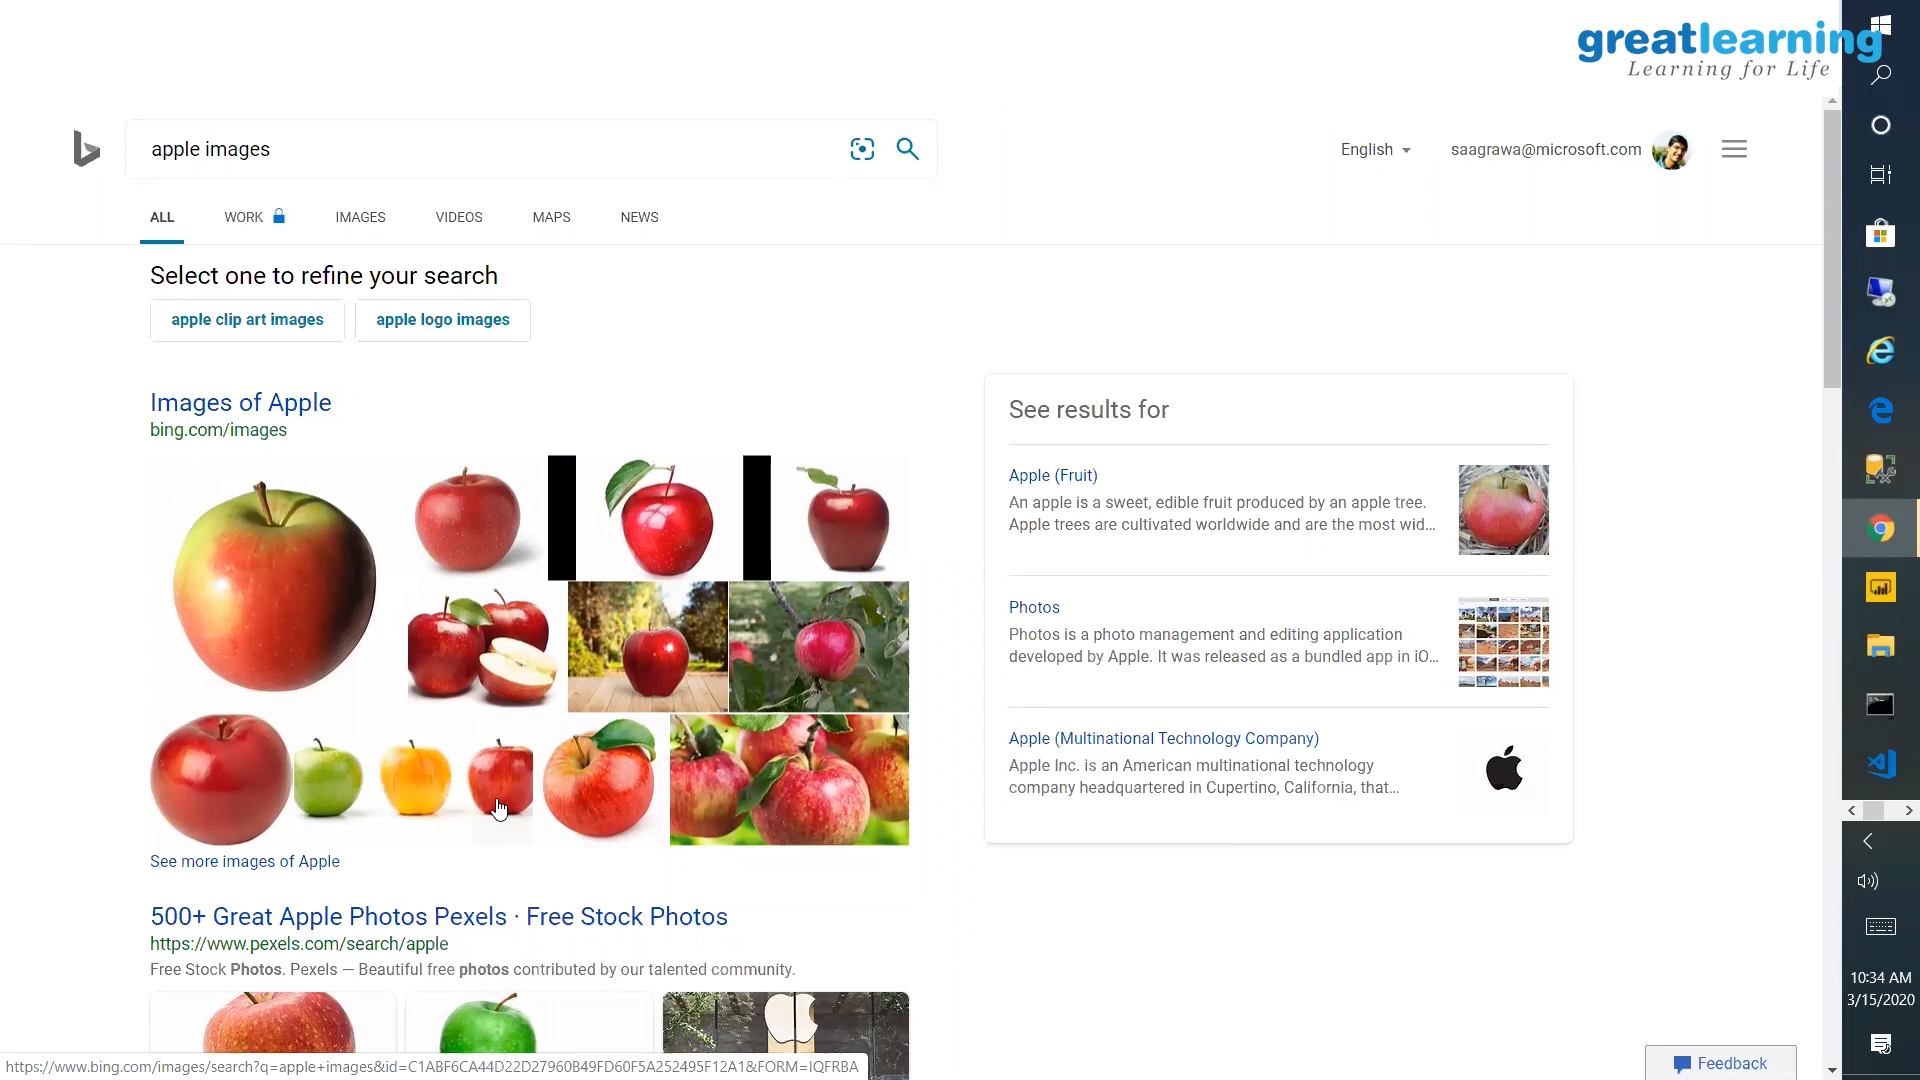 greatlearning
Learning for Life
apple images
English
saagrawa@microsoft.com
ALL
WORK
IMAGES
VIDEOS
MAPS
NEWS
Select one to refine your search
apple clip art images
apple logo images
Images of Apple
bing.com/images
See more images of Apple
500+ Great Apple Photos Pexels · Free Stock Photos
https://www.pexels.com/search/apple
Free Stock Photos. Pexels — Beautiful free photos contributed by our talented community.
See results for
Apple (Fruit)
An apple is a sweet, edible fruit produced by an apple tree.
Apple trees are cultivated worldwide and are the most wid...
Photos
Photos is a photo management and editing application
developed by Apple. It was released as a bundled app in iO...
Apple (Multinational Technology Company)
Apple Inc. is an American multinational technology
company headquartered in Cupertino, California, that...
https://www.bing.com/images/search?q=apple+images&id=C1ABF6CA44D22D27960B49FD60F5A252495F12A1&FORM=IQFRBA
Feedback
10:34 AM
3/15/2020